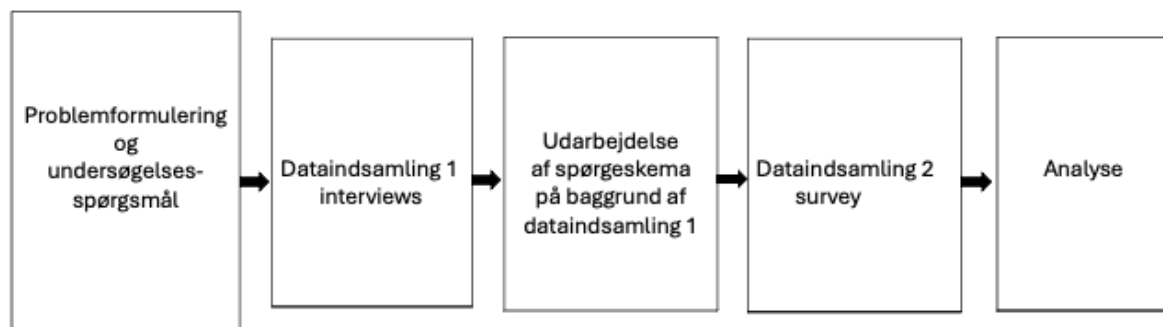 Problemformulering
og
undersøgelses-
spørgsmål
Dataindsamling 1
interviews
Udarbejdelse
af spørgeskema
på baggrund af
dataindsamling 1
Dataindsamling 2
survey
Analyse